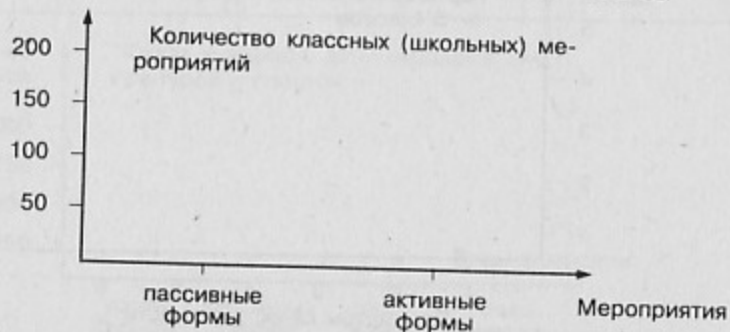 Количество классных (школьных) ме-
роприятий
200
150
100
50
пассивные
формы
активные
формы
Мероприятия